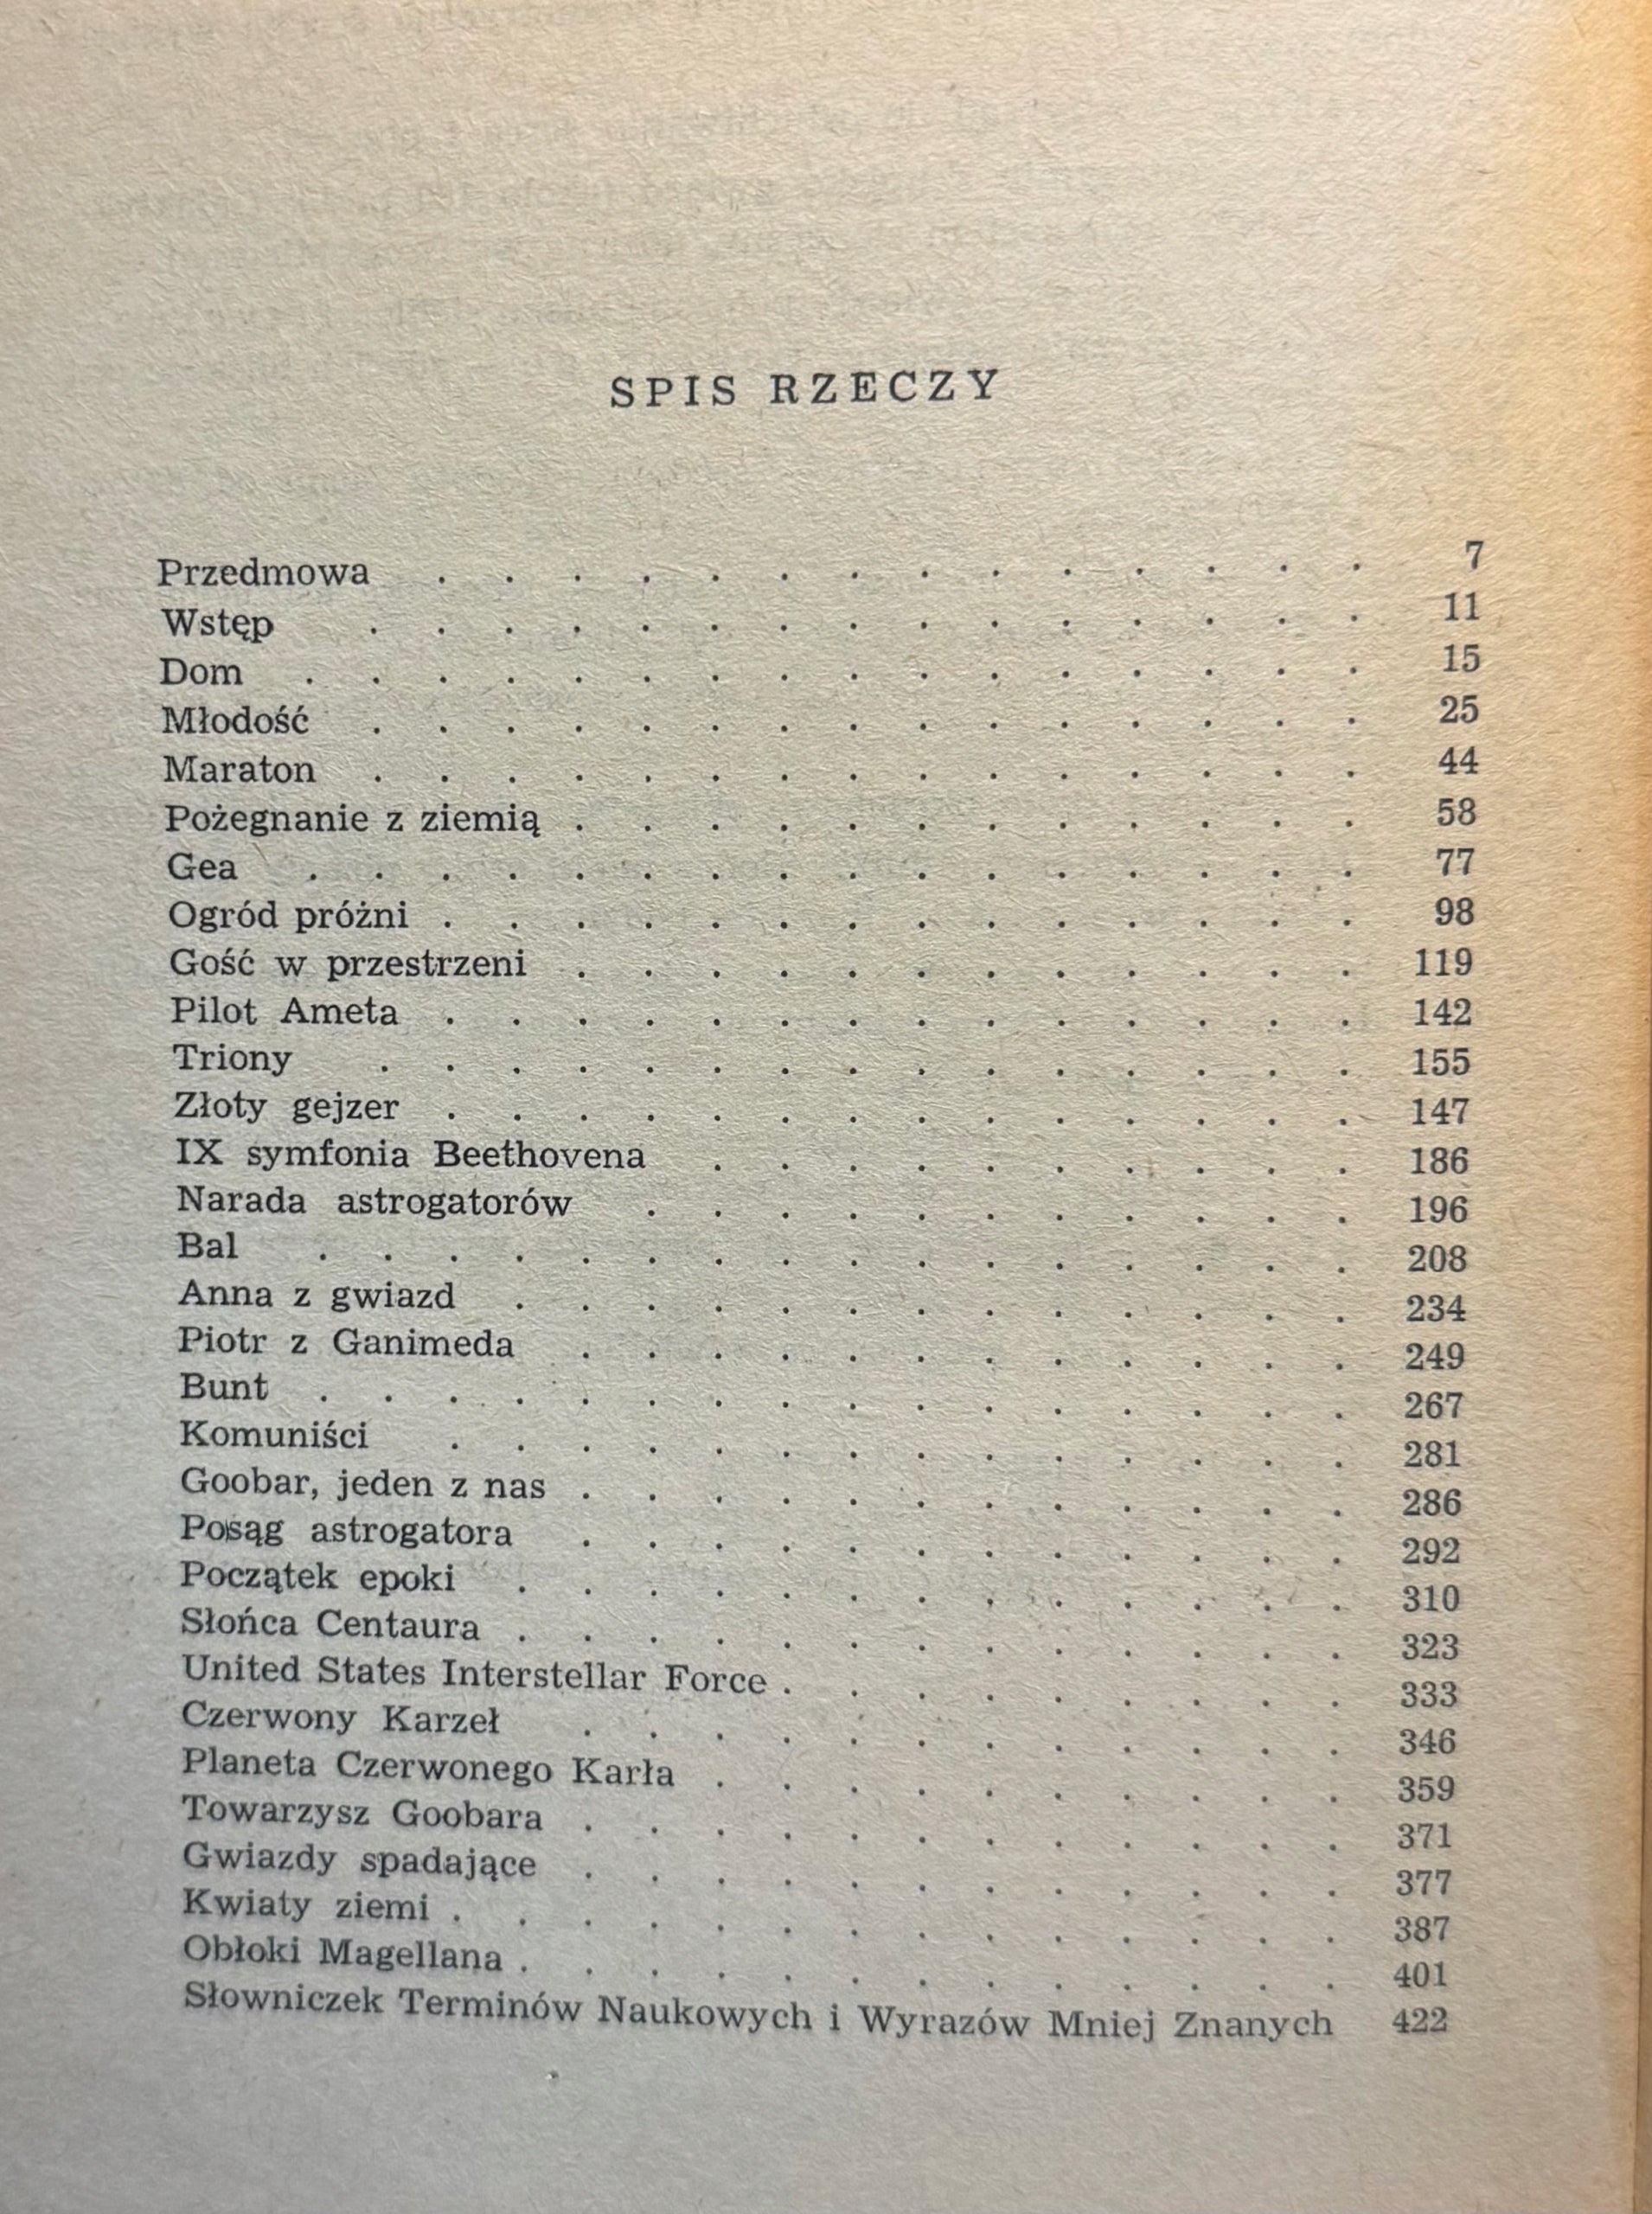 SPIS RZECZY
Przedmowa . . . . . . . . . . . . . . 7
Wstęp . . . . . . . . . . . . . . . 11
Dom . . . . . . . . . . . . . . . . 15
Młodość . . . . . . . . . . . . . . . 25
Maraton . . . . . . . . . . . . . . . 44
Pożegnanie z ziemią . . . . . . . . . . . . 58
Gea . . . . . . . . . . . . . . . . 77
Ogród próżni . . . . . . . . . . . . . . 98
Gość w przestrzeni . . . . . . . . . . . . 119
Pilot Ameta . . . . . . . . . . . . . . 142
Triony . . . . . . . . . . . . . . . 155
Złoty gejzer . . . . . . . . . . . . . . 147
IX symfonia Beethovena . . . . . . . . . . 186
Narada astrogatorów . . . . . . . . . . . 196
Bal . . . . . . . . . . . . . . . . 208
Anna z gwiazd . . . . . . . . . . . . . 234
Piotr z Ganimeda . . . . . . . . . . . . 249
Bunt . . . . . . . . . . . . . . . . 267
Komuniści . . . . . . . . . . . . . . 281
Goobar, jeden z nas . . . . . . . . . . . . 286
Posąg astrogatora . . . . . . . . . . . . 292
Początek epoki . . . . . . . . . . . . . 310
Słońca Centaura . . . . . . . . . . . . . 323
United States Interstellar Force . . . . . . . . . 333
Czerwony Karzeł . . . . . . . . . . . . 346
Planeta Czerwonego Karła . . . . . . . . . . 359
Towarzysz Goobara . . . . . . . . . . . . 371
Gwiazdy spadające . . . . . . . . . . . . 377
Kwiaty ziemi . . . . . . . . . . . . . . 387
Obłoki Magellana . . . . . . . . . . . . . 401
Słowniczek Terminów Naukowych i Wyrazów Mniej Znanych 422